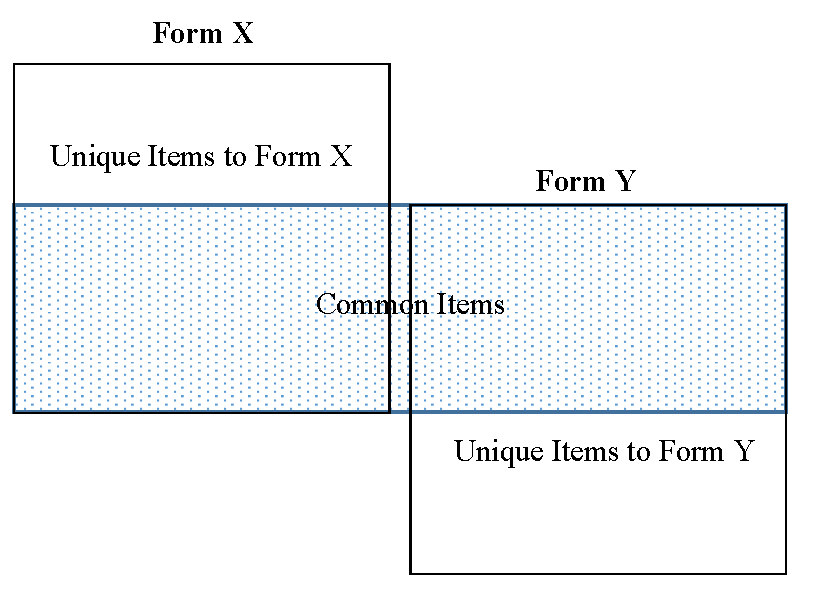 Form X
Unique Items to Form X
Form Y
Common Items
Unique Items to Form Y